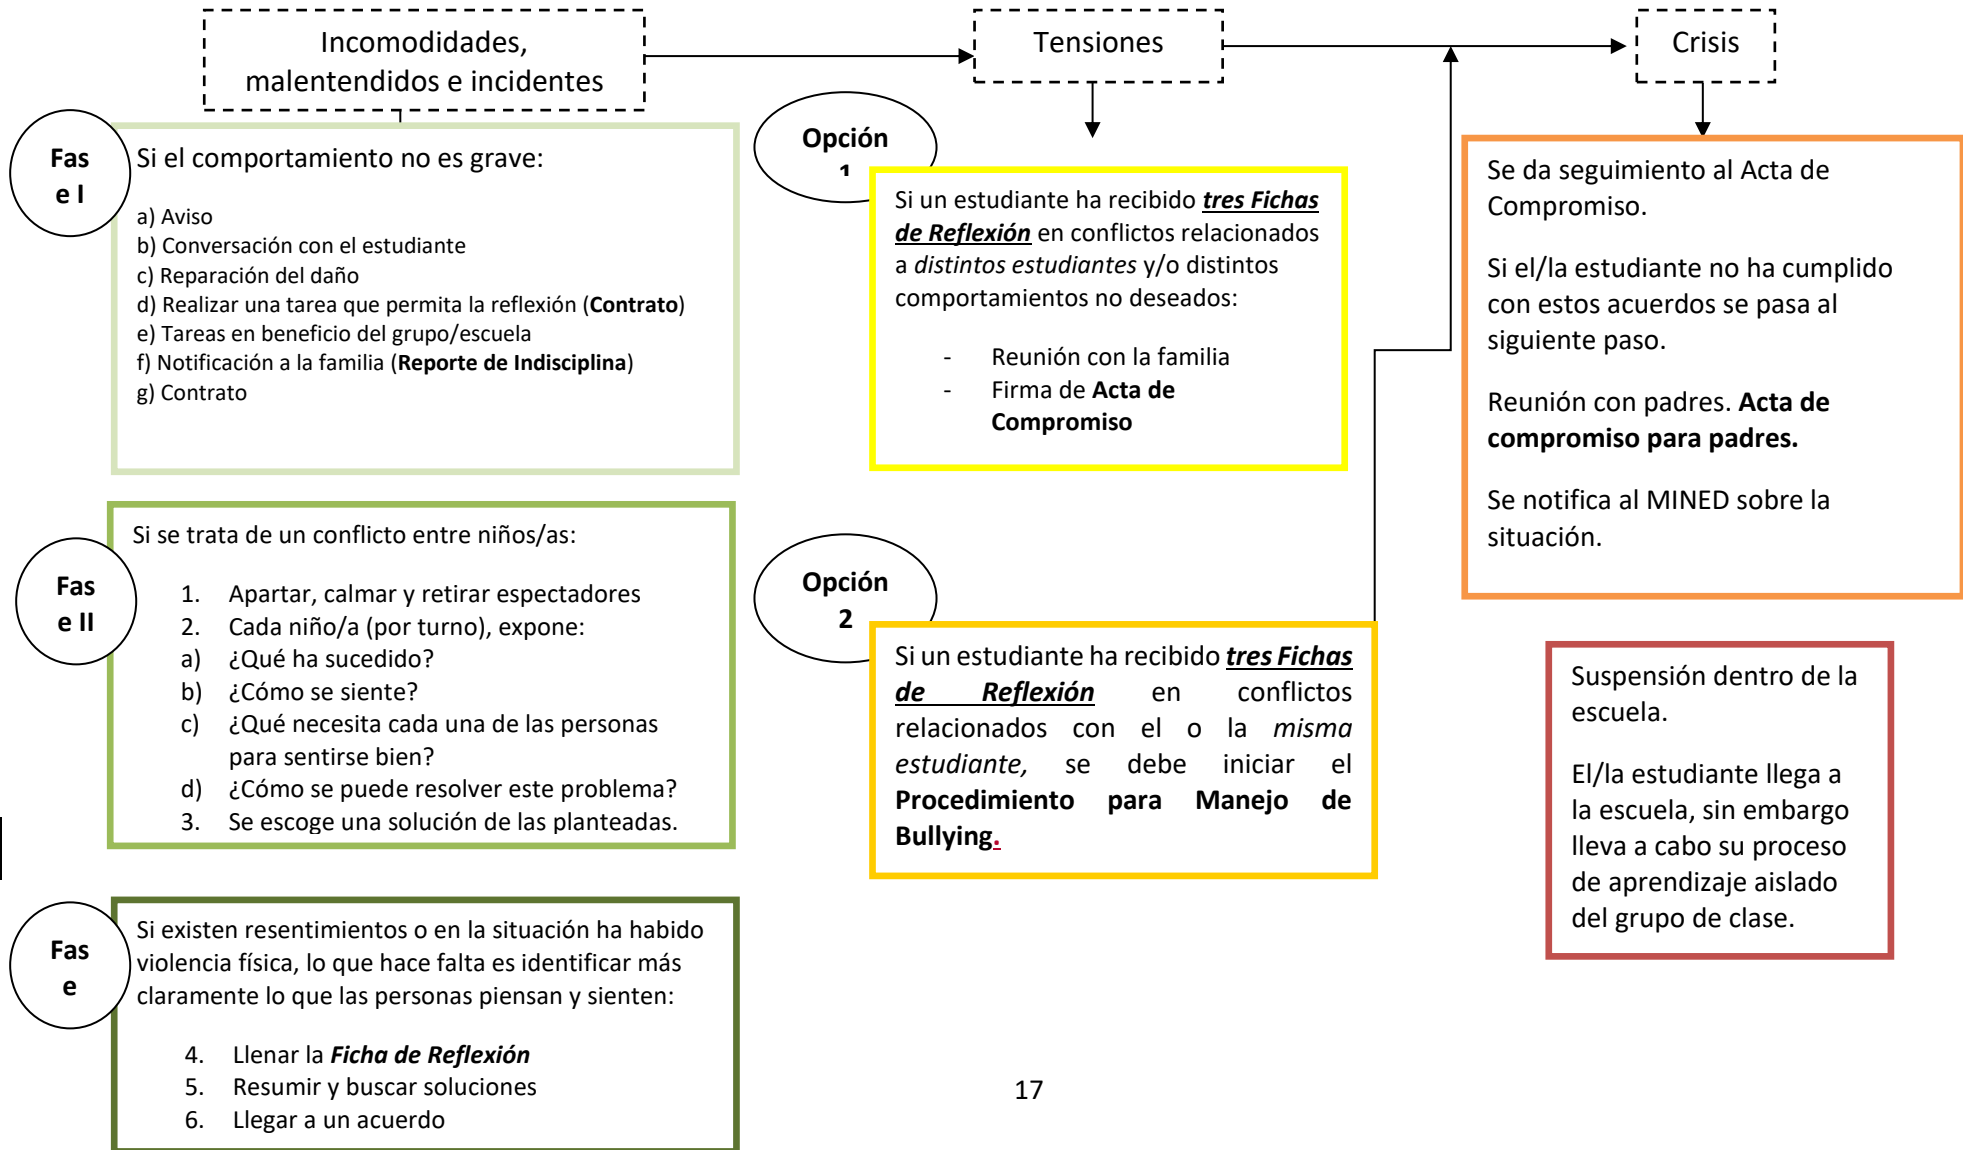 Incomodidades,
malentendidos e incidentes
Tensiones
Crisis
Fas
e I
Si el comportamiento no es grave:
a) Aviso
b) Conversación con el estudiante
c) Reparación del daño
d) Realizar una tarea que permita la reflexión (Contrato)
e) Tareas en beneficio del grupo/escuela
f) Notificación a la familia (Reporte de Indisciplina)
g) Contrato
Fas
e II
Si se trata de un conflicto entre niños/as:
1. Apartar, calmar y retirar espectadores
2. Cada niño/a (por turno), expone:
a) ¿Qué ha sucedido?
b) ¿Cómo se siente?
c) ¿Qué necesita cada una de las personas
para sentirse bien?
d) ¿Cómo se puede resolver este problema?
3. Se escoge una solución de las planteadas.
Fas
e
Si existen resentimientos o en la situación ha habido
violencia física, lo que hace falta es identificar más
claramente lo que las personas piensan y sienten:
4. Llenar la Ficha de Reflexión
5. Resumir y buscar soluciones
6. Llegar a un acuerdo
Opción
1
Si un estudiante ha recibido tres Fichas
de Reflexión en conflictos relacionados
a distintos estudiantes y/o distintos
comportamientos no deseados:
- Reunión con la familia
- Firma de Acta de
Compromiso
Opción
2
Si un estudiante ha recibido tres Fichas
de Reflexión en conflictos
relacionados con el o la misma
estudiante, se debe iniciar el
Procedimiento para Manejo de
Bullying.
Se da seguimiento al Acta de
Compromiso.
Si el/la estudiante no ha cumplido
con estos acuerdos se pasa al
siguiente paso.
Reunión con padres. Acta de
compromiso para padres.
Se notifica al MINED sobre la
situación.
Suspensión dentro de la
escuela.
El/la estudiante llega a
la escuela, sin embargo
lleva a cabo su proceso
de aprendizaje aislado
del grupo de clase.
17